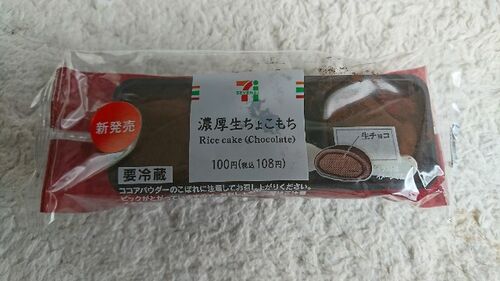 7
SEVEN
新発売
濃厚生ちょこもち
Rice cake (Chocolate)
100円(税込108円)
生チョコ
要冷蔵
ココアパウダーのこぼれに注意してお召し上がりください。